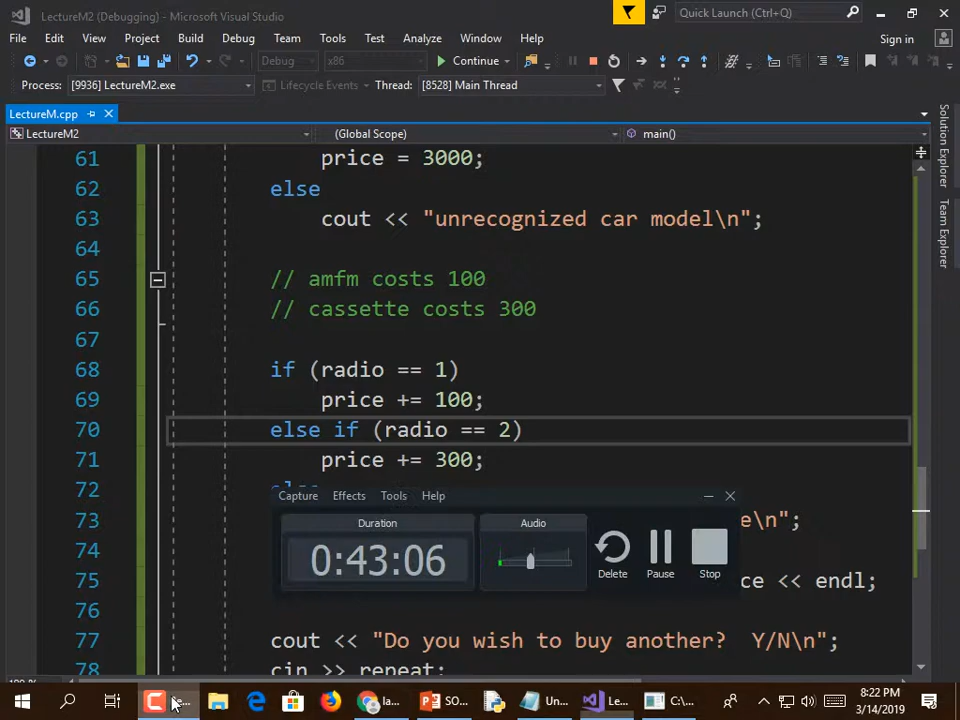 LectureM2 (Debugging) - Microsoft Visual Studio
Quick Launch (Ctrl+Q)
File Edit View Project Build Debug Team Tools Test Analyze Window Help
Sign in
Debug x86 Continue
Process: [9936] LectureM2.exe Lifecycle Events Thread: [8528] Main Thread
LectureM.cpp
LectureM2 (Global Scope) main()
Solution Explorer
Team Explorer
61 price = 3000;
62 else
63 cout << "unrecognized car model\n";
64
65 // amfm costs 100
66 // cassette costs 300
67
68 if (radio == 1)
69 price += 100;
70 else if (radio == 2)
71 price += 300;
72
73 e\n";
74
75 ce << endl;
76
77 cout << "Do you wish to buy another?  Y/N\n";
78 cin >> repeat;
Capture Effects Tools Help
Duration
0:43:06
Audio
Delete Pause Stop
la... SO... Un... Le... C:\...
8:22 PM
3/14/2019